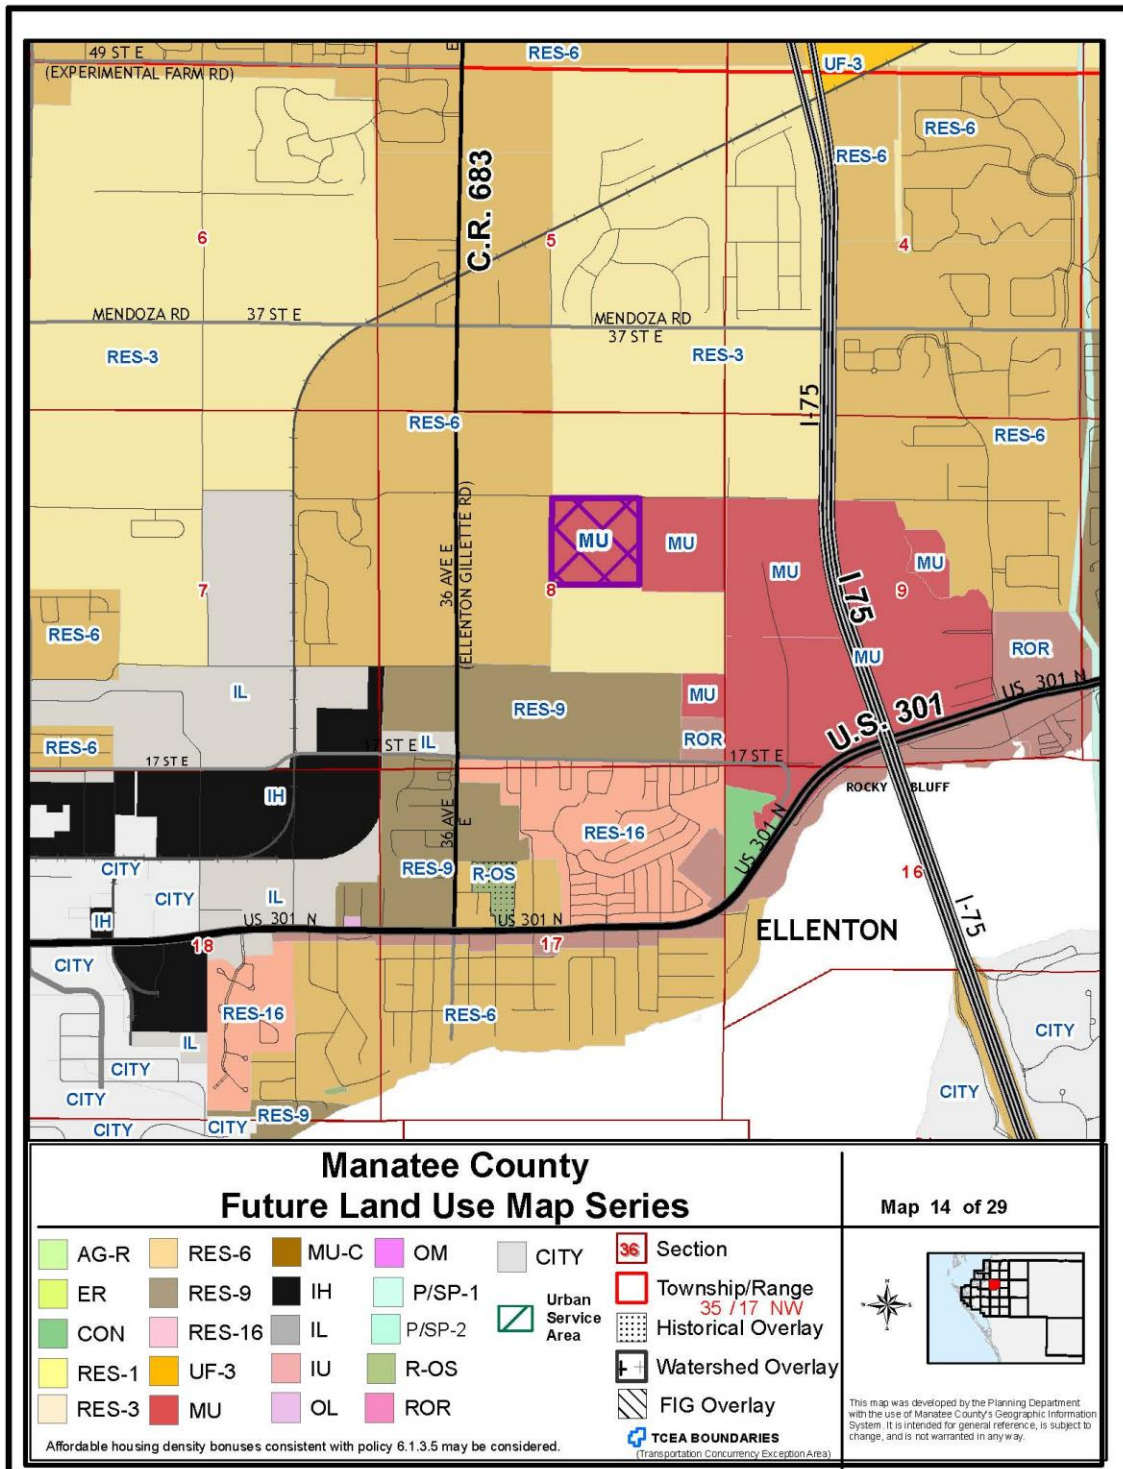 49 ST E
(EXPERIMENTAL FARM RD)
E
RES-6
UF-3
RES-6
RES-6
C.R. 683
6
5
4
MENDOZA RD
37 ST E
MENDOZA RD
37 ST E
RES-3
RES-3
I-75
RES-6
RES-6
36 AVE E
(ELLENTON GILLETTE RD)
MU
MU
MU
MU
7
8
I 75
9
RES-6
MU
ROR
IL
MU
RES-9
US 301 N
U.S. 301
RES-6
17 ST E
17 ST E
IL
ROR
17 ST E
ROCKY BLUFF
IH
36 AVE E
RES-16
US 301 N
CITY
CITY
RES-9
R-OS
16
IL
IH
US 301 N
US 301 N
I-75
18
17
ELLENTON
CITY
RES-16
RES-6
CITY
IL
CITY
CITY
CITY
RES-9
CITY
CITY
Manatee County
Future Land Use Map Series
Map 14 of 29
AG-R
RES-6
MU-C
OM
CITY
36 Section
ER
RES-9
IH
P/SP-1
Urban
Service
Area
Township/Range
35 / 17 NW
CON
RES-16
IL
P/SP-2
Historical Overlay
RES-1
UF-3
IU
R-OS
Watershed Overlay
RES-3
MU
OL
ROR
FIG Overlay
TCEA BOUNDARIES
(Transportation Concurrency Exception Area)
Affordable housing density bonuses consistent with policy 6.1.3.5 may be considered.
N
W
E
S
This map was developed by the Planning Department
with the use of Manatee County's Geographic Information
System. It is intended for general reference, is subject to
change, and is not warranted in any way.